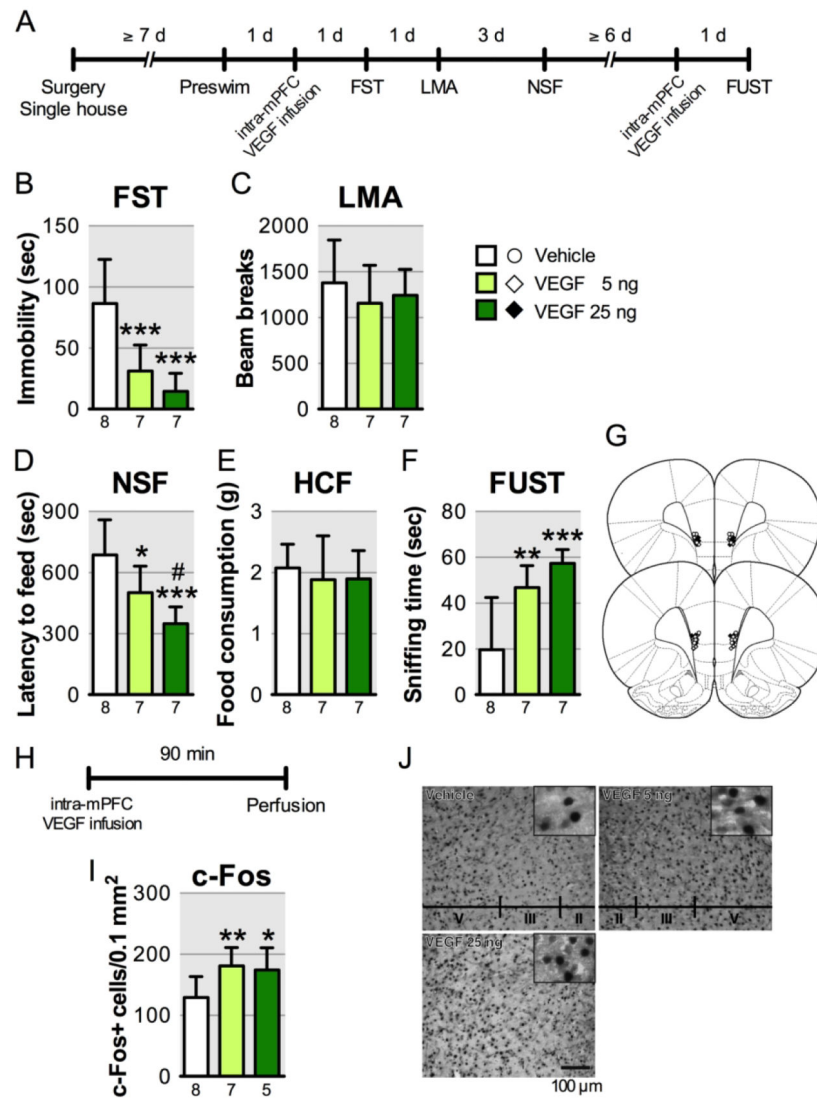 A
≥ 7 d 1 d 1 d 1 d 3 d ≥ 6 d 1 d
Surgery
Single house
Preswim
intra-mPFC
VEGF infusion
FST
LMA
NSF
intra-mPFC
VEGF infusion
FUST
B
FST
Immobility (sec)
150
100
50
0
***
***
8 7 7
C
LMA
Beam breaks
2000
1500
1000
500
0
8 7 7
Vehicle
VEGF 5 ng
VEGF 25 ng
D
NSF
Latency to feed (sec)
900
600
300
0
*
#
***
8 7 7
E
HCF
Food consumption (g)
3
2
1
0
8 7 7
F
FUST
Sniffing time (sec)
80
60
40
20
0
**
***
8 7 7
G
H
90 min
intra-mPFC
VEGF infusion
Perfusion
I
c-Fos
c-Fos+ cells/0.1 mm²
300
200
100
0
** *
8 7 5
J
Vehicle
V III II
VEGF 5 ng
II III V
VEGF 25 ng
100 µm